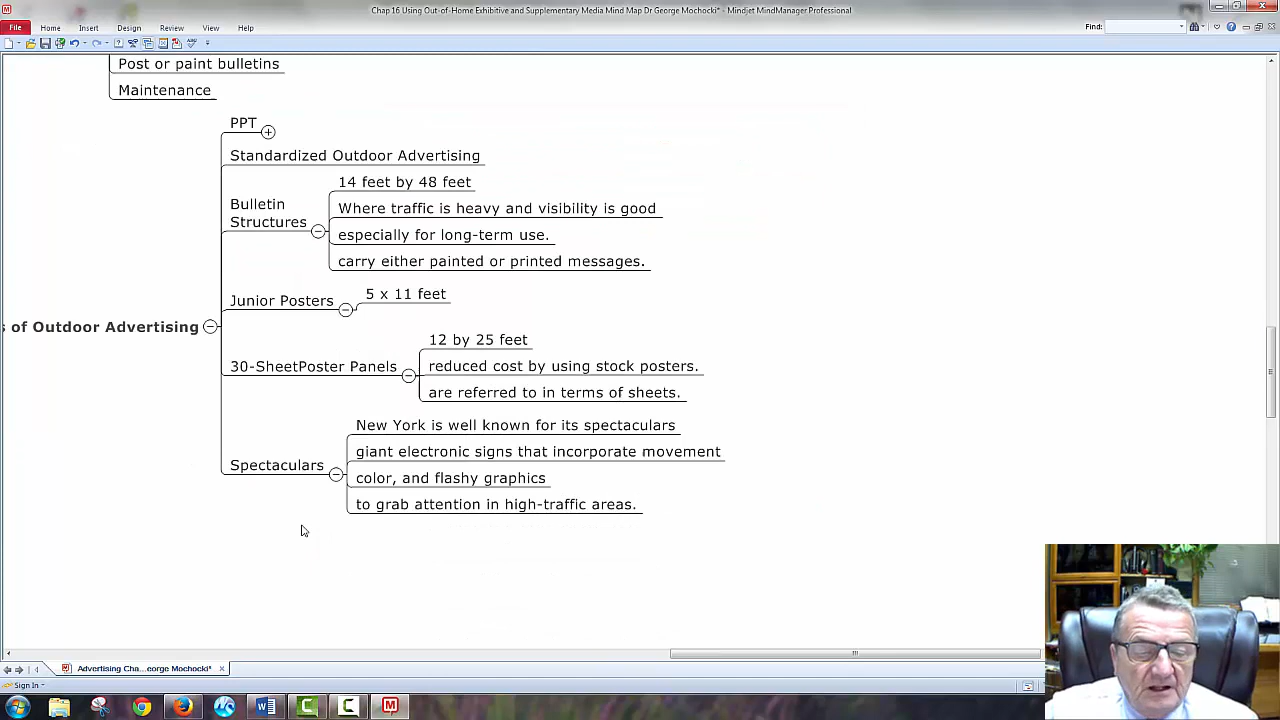 Chap 16 Using Out-of-Home Exhibitive and Supplementary Media Mind Map Dr George Mochocki* - Mindjet MindManager Professional
File Home Insert Design Review View
Find:
Post or paint bulletins
Maintenance
PPT
Standardized Outdoor Advertising
14 feet by 48 feet
Bulletin
Structures
Where traffic is heavy and visibility is good
especially for long-term use.
carry either painted or printed messages.
Junior Posters
5 x 11 feet
s of Outdoor Advertising
12 by 25 feet
30-SheetPoster Panels
reduced cost by using stock posters.
are referred to in terms of sheets.
New York is well known for its spectaculars
giant electronic signs that incorporate movement
Spectaculars
color, and flashy graphics
to grab attention in high-traffic areas.
Advertising Cha...eorge Mochocki*
Sign In